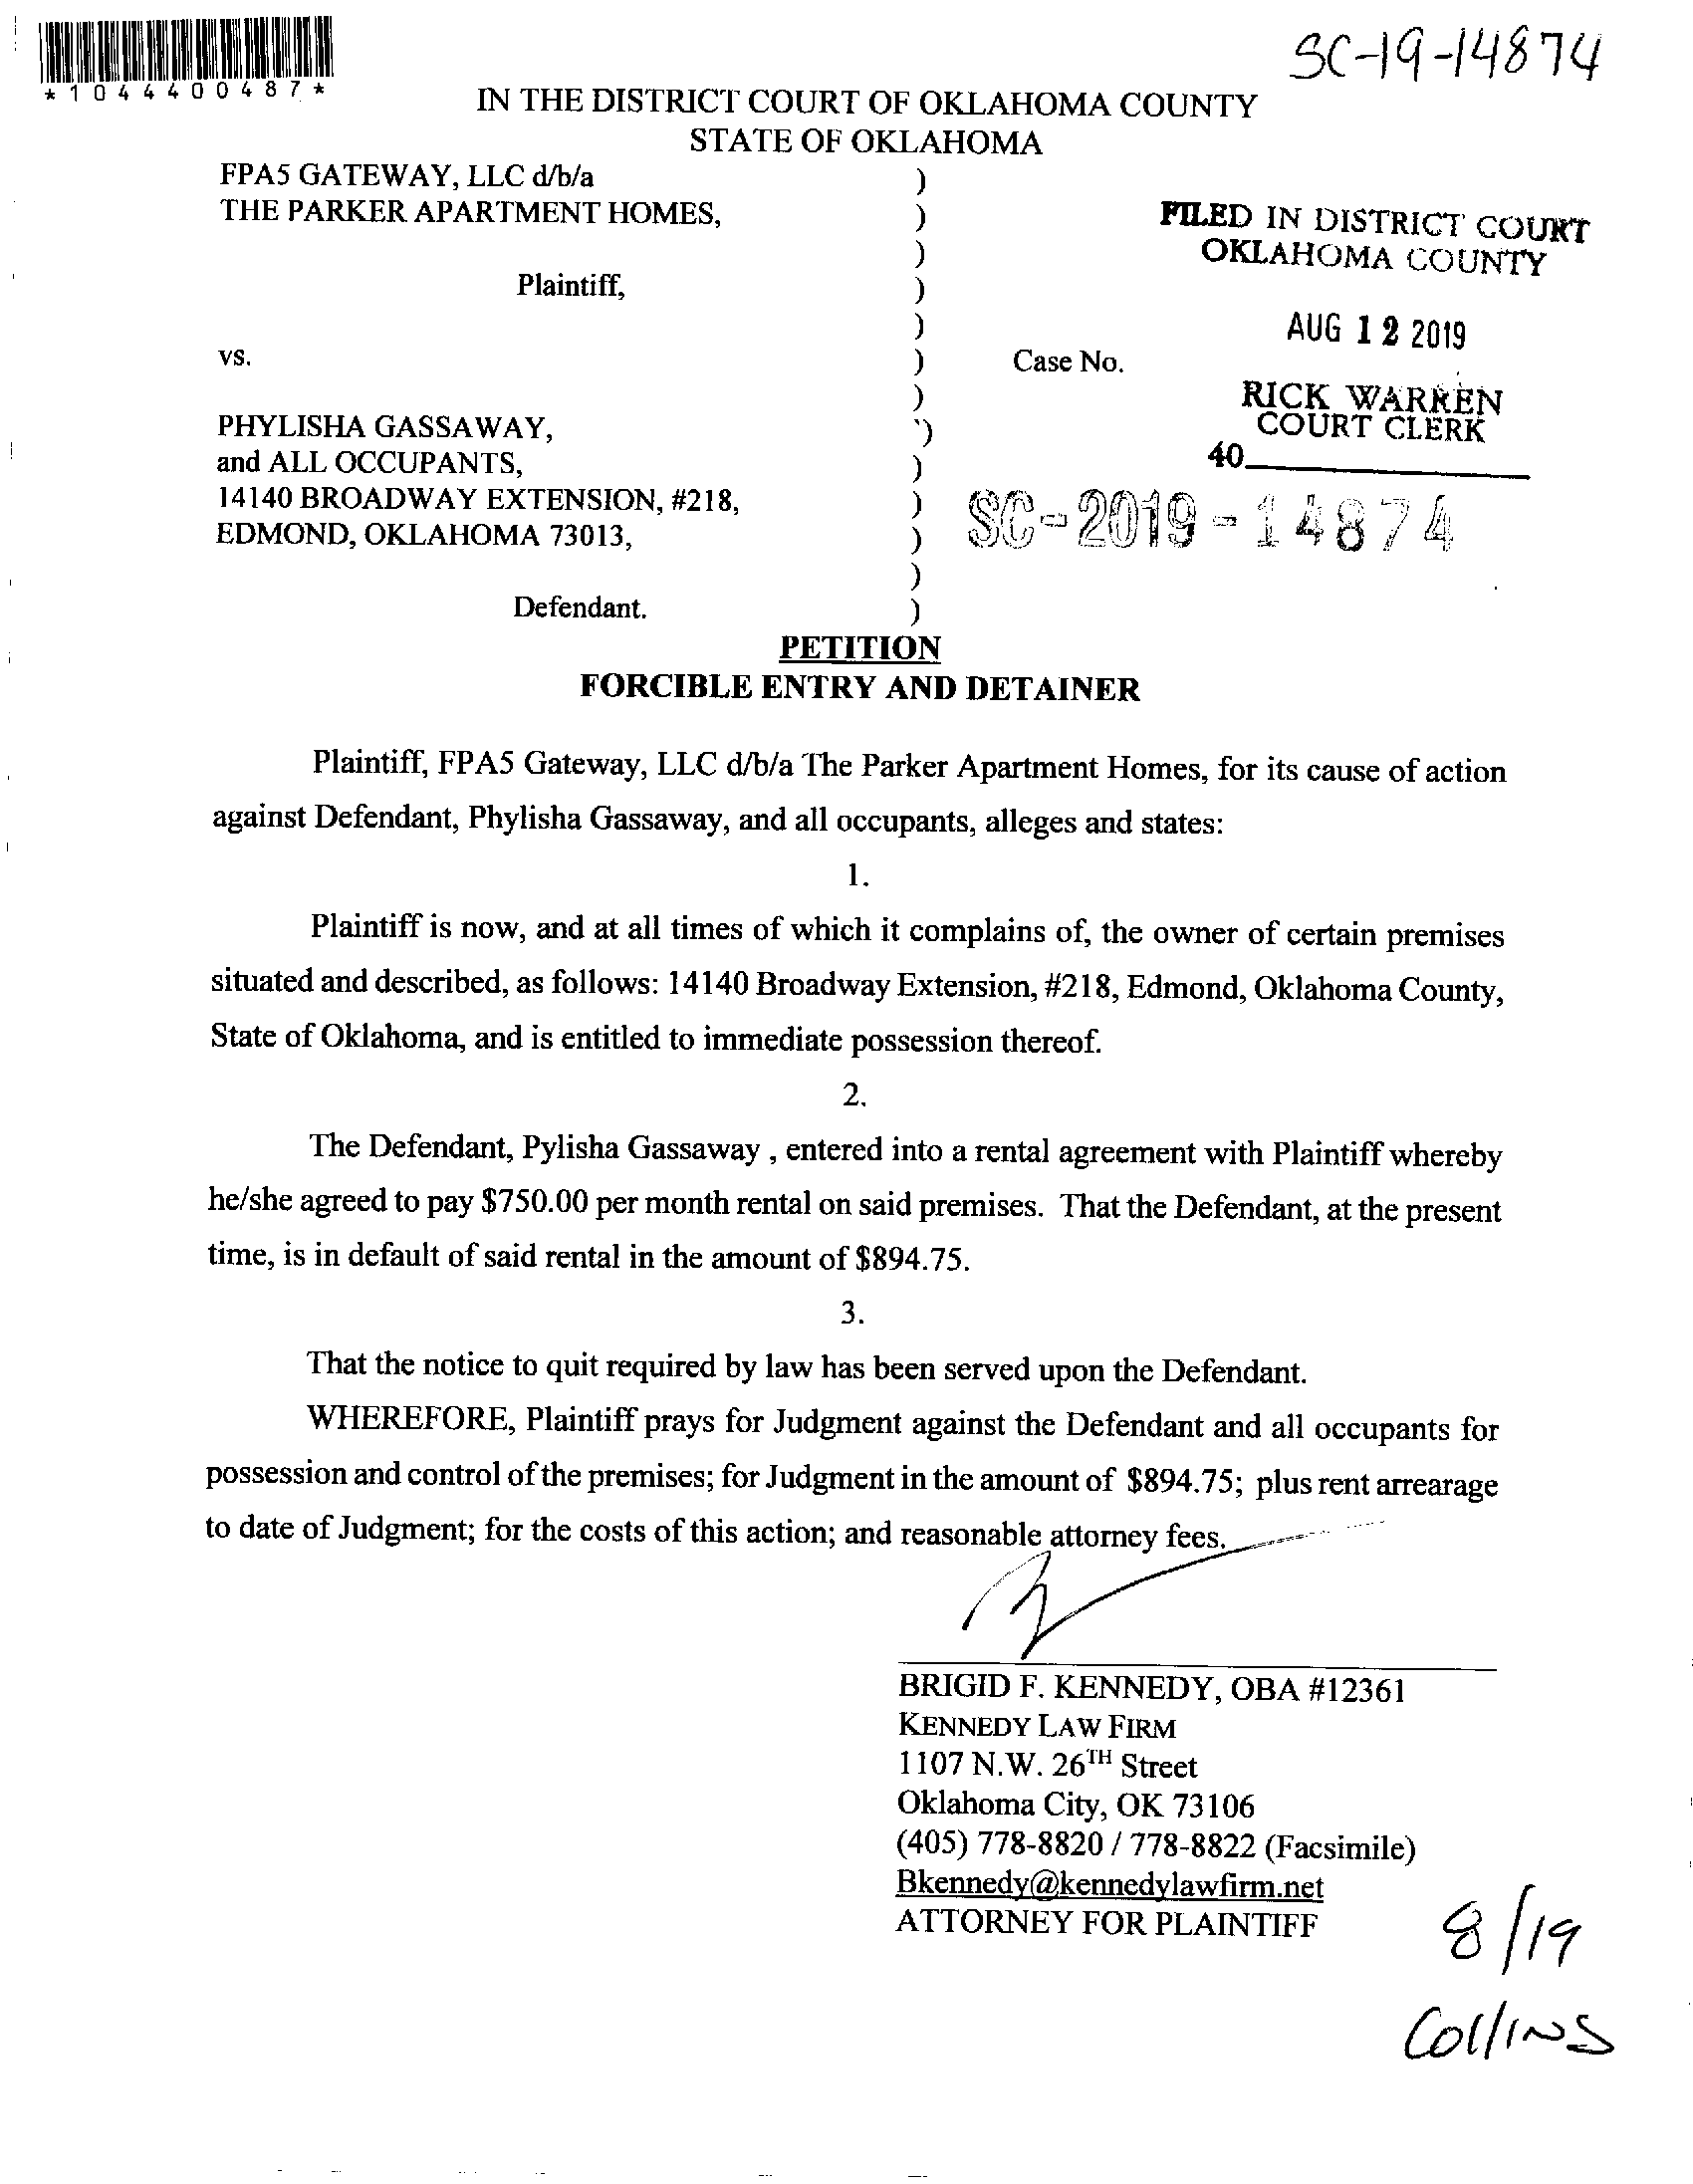 SC-19-14874
*1044400487*
IN THE DISTRICT COURT OF OKLAHOMA COUNTY
STATE OF OKLAHOMA
FPA5 GATEWAY, LLC d/b/a )
THE PARKER APARTMENT HOMES, )
FILED IN DISTRICT COURT
OKLAHOMA COUNTY
)
Plaintiff, )
)
AUG 12 2019
vs. ) Case No.
)
RICK WARREN
COURT CLERK
40
PHYLISHA GASSAWAY, )
and ALL OCCUPANTS, )
14140 BROADWAY EXTENSION, #218, )
EDMOND, OKLAHOMA 73013, )
SC-2019-14874
)
Defendant. )
PETITION
FORCIBLE ENTRY AND DETAINER
Plaintiff, FPA5 Gateway, LLC d/b/a The Parker Apartment Homes, for its cause of action
against Defendant, Phylisha Gassaway, and all occupants, alleges and states:
1.
Plaintiff is now, and at all times of which it complains of, the owner of certain premises
situated and described, as follows: 14140 Broadway Extension, #218, Edmond, Oklahoma County,
State of Oklahoma, and is entitled to immediate possession thereof.
2.
The Defendant, Pylisha Gassaway , entered into a rental agreement with Plaintiff whereby
he/she agreed to pay $750.00 per month rental on said premises. That the Defendant, at the present
time, is in default of said rental in the amount of $894.75.
3.
That the notice to quit required by law has been served upon the Defendant.
WHEREFORE, Plaintiff prays for Judgment against the Defendant and all occupants for
possession and control of the premises; for Judgment in the amount of $894.75; plus rent arrearage
to date of Judgment; for the costs of this action; and reasonable attorney fees.
BRIGID F. KENNEDY, OBA #12361
KENNEDY LAW FIRM
1107 N.W. 26TH Street
Oklahoma City, OK 73106
(405) 778-8820 / 778-8822 (Facsimile)
Bkennedy@kennedylawfirm.net
ATTORNEY FOR PLAINTIFF
8/19
Collins